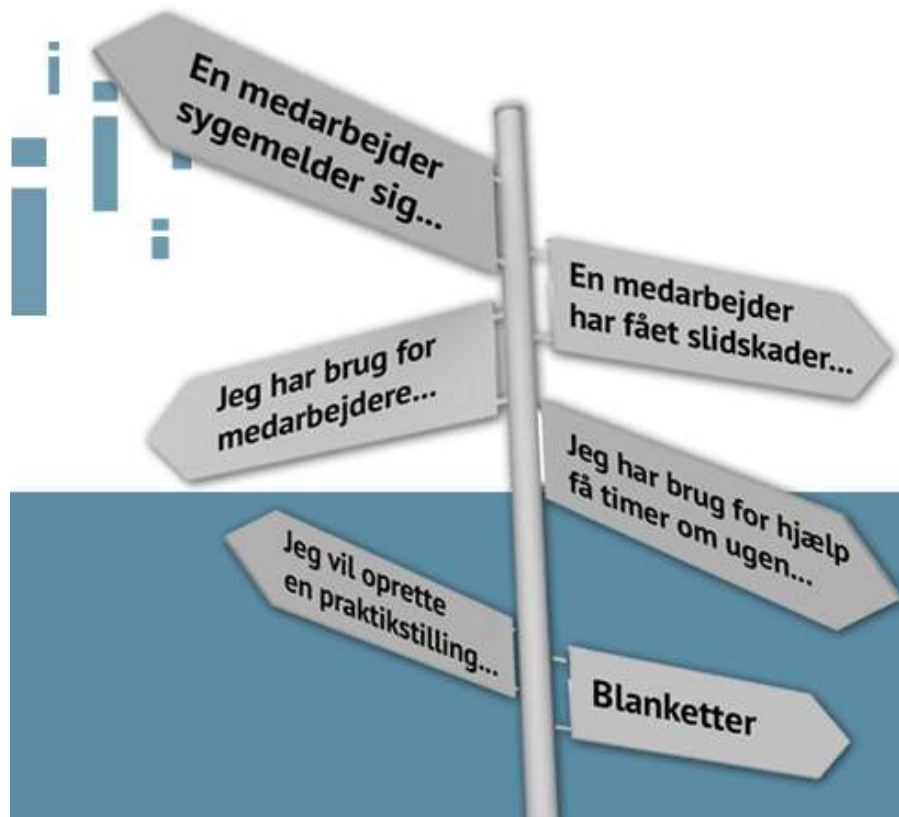 En medarbejder
sygemelder sig...
En medarbejder
har fået slidskader...
Jeg har brug for
medarbejdere...
Jeg har brug for hjælp
få timer om ugen...
Jeg vil oprette
en praktikstilling...
Blanketter